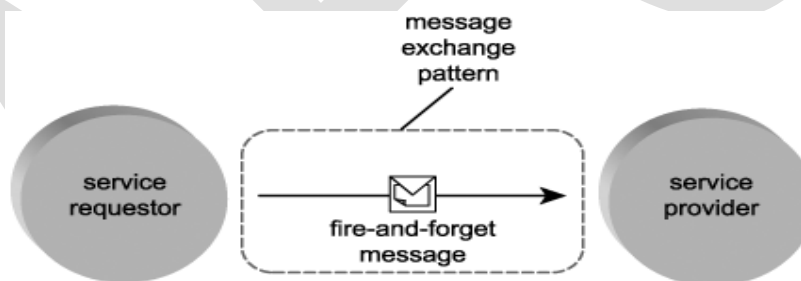 message
exchange
pattern
service
requestor
fire-and-forget
message
service
provider